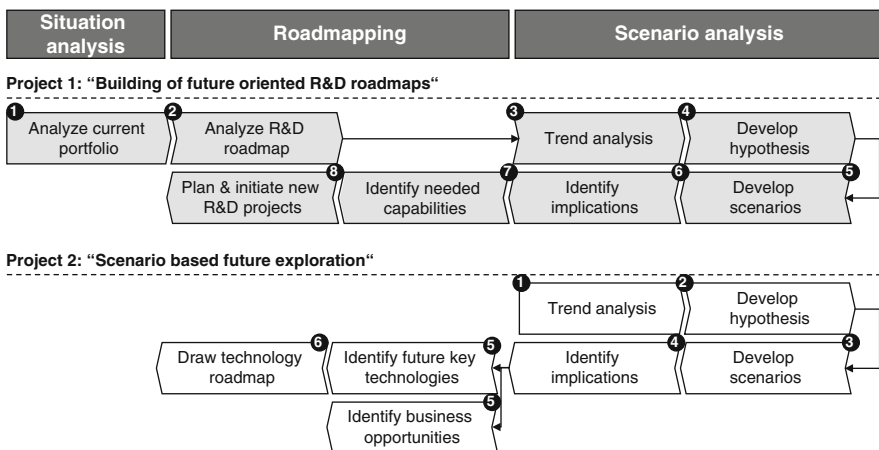 Situation
analysis
Roadmapping
Scenario analysis
Project 1: “Building of future oriented R&D roadmaps“
1
Analyze current
portfolio
2
Analyze R&D
roadmap
3
Trend analysis
4
Develop
hypothesis
Plan & initiate new
R&D projects
8
Identify needed
capabilities
7
Identify
implications
6
Develop
scenarios
5
Project 2: “Scenario based future exploration“
1
Trend analysis
2
Develop
hypothesis
Draw technology
roadmap
6
Identify future key
technologies
5
Identify
implications
4
Develop
scenarios
3
Identify business
opportunities
5